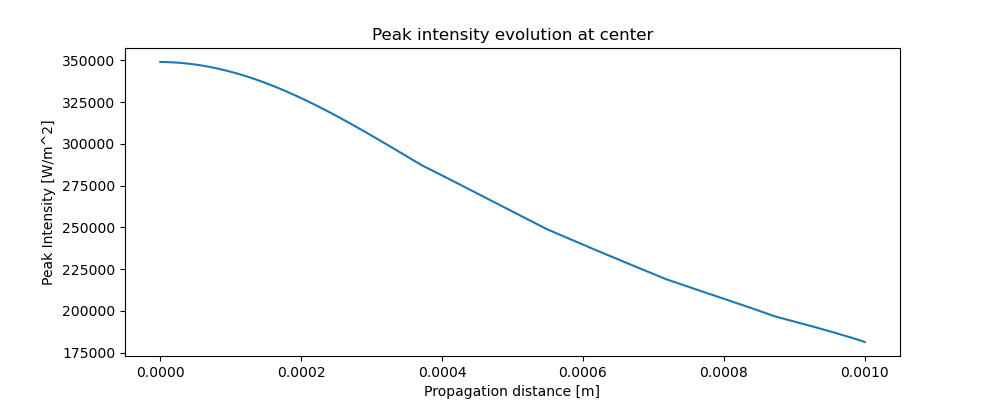 Peak intensity evolution at center
Peak Intensity [W/m^2]
350000
325000
300000
275000
250000
225000
200000
175000
0.0000 0.0002 0.0004 0.0006 0.0008 0.0010
Propagation distance [m]